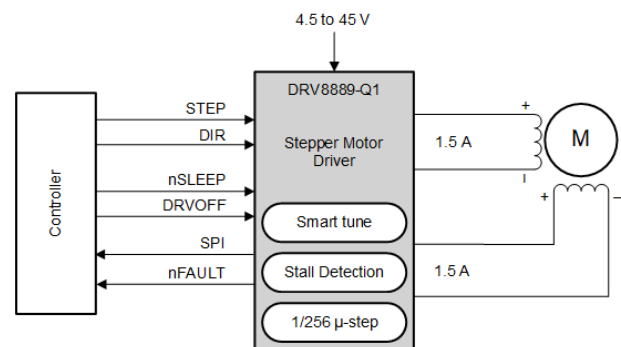 4.5 to 45 V
DRV8889-Q1
Stepper Motor
Driver
Controller
STEP
DIR
nSLEEP
DRVOFF
SPI
nFAULT
Smart tune
Stall Detection
1/256 µ-step
+
1.5 A
–
M
+
–
1.5 A